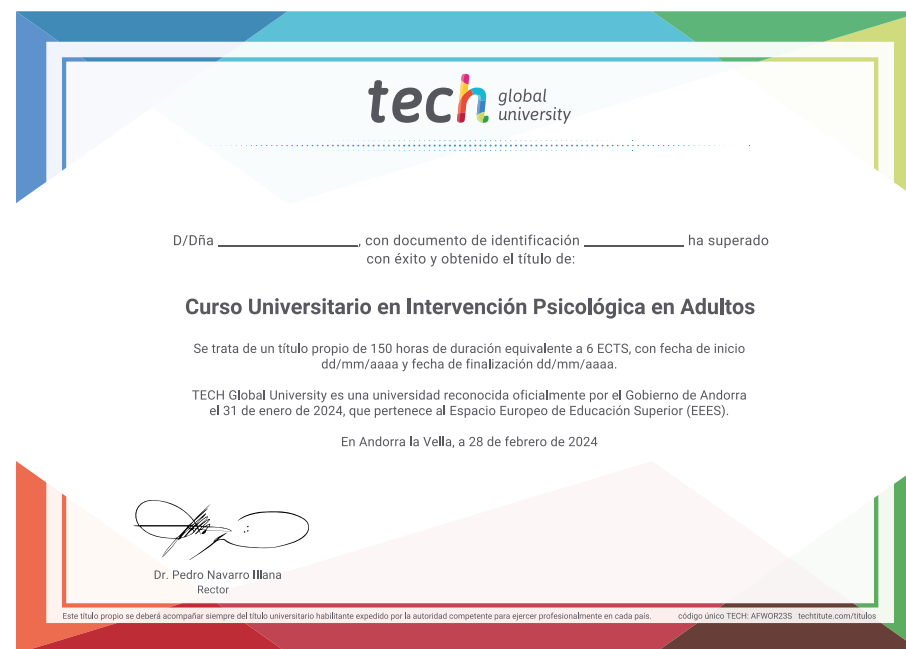 tech global
university
D/Dña ____________________, con documento de identificación ______________ ha superado
con éxito y obtenido el título de:
Curso Universitario en Intervención Psicológica en Adultos
Se trata de un título propio de 150 horas de duración equivalente a 6 ECTS, con fecha de inicio
dd/mm/aaaa y fecha de finalización dd/mm/aaaa.
TECH Global University es una universidad reconocida oficialmente por el Gobierno de Andorra
el 31 de enero de 2024, que pertenece al Espacio Europeo de Educación Superior (EEES).
En Andorra la Vella, a 28 de febrero de 2024
Dr. Pedro Navarro Illana
Rector
Este título propio se deberá acompañar siempre del título universitario habilitante expedido por la autoridad competente para ejercer profesionalmente en cada país. código único TECH: AFWOR23S techtitute.com/titulos